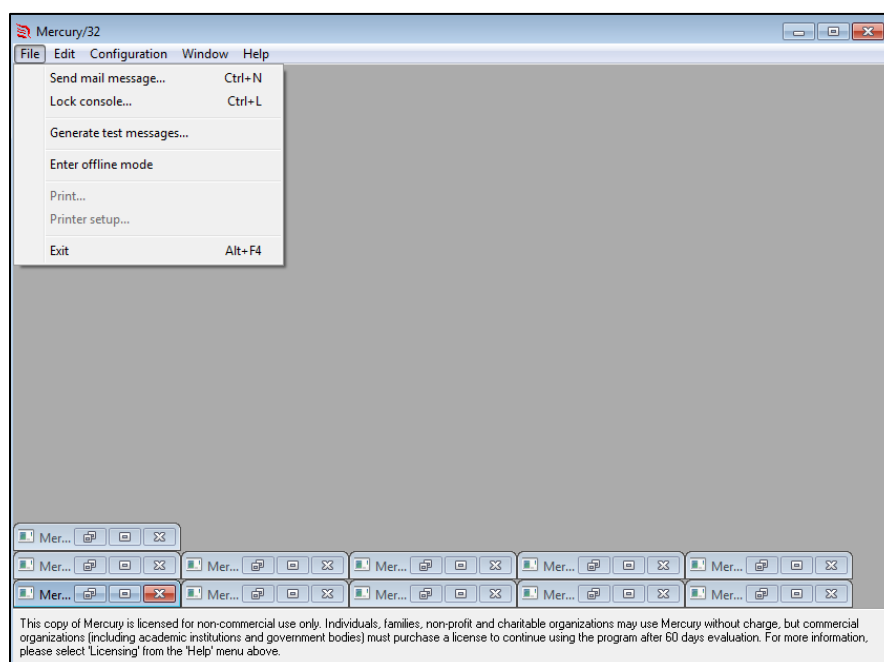 Mercury/32
File Edit Configuration Window Help
Send mail message... Ctrl+N
Lock console... Ctrl+L
Generate test messages...
Enter offline mode
Print...
Printer setup...
Exit Alt+F4
Mer...
Mer... Mer... Mer... Mer... Mer...
Mer... Mer... Mer... Mer... Mer...
This copy of Mercury is licensed for non-commercial use only. Individuals, families, non-profit and charitable organizations may use Mercury without charge, but commercial
organizations (including academic institutions and government bodies) must purchase a license to continue using the program after 60 days evaluation. For more information,
please select 'Licensing' from the 'Help' menu above.